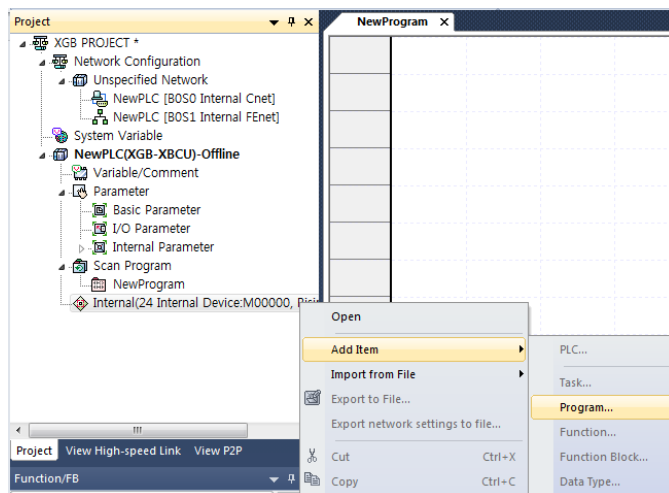 Project
NewProgram
XGB PROJECT *
Network Configuration
Unspecified Network
NewPLC [B0S0 Internal Cnet]
NewPLC [B0S1 Internal FEnet]
System Variable
NewPLC(XGB-XBCU)-Offline
Variable/Comment
Parameter
Basic Parameter
I/O Parameter
Internal Parameter
Scan Program
NewProgram
Internal(24 Internal Device:M00000,
Open
Add Item
Import from File
Export to File...
Export network settings to file...
Cut Ctrl+X
Copy Ctrl+C
PLC...
Task...
Program...
Function...
Function Block...
Data Type...
Project View High-speed Link View P2P
Function/FB